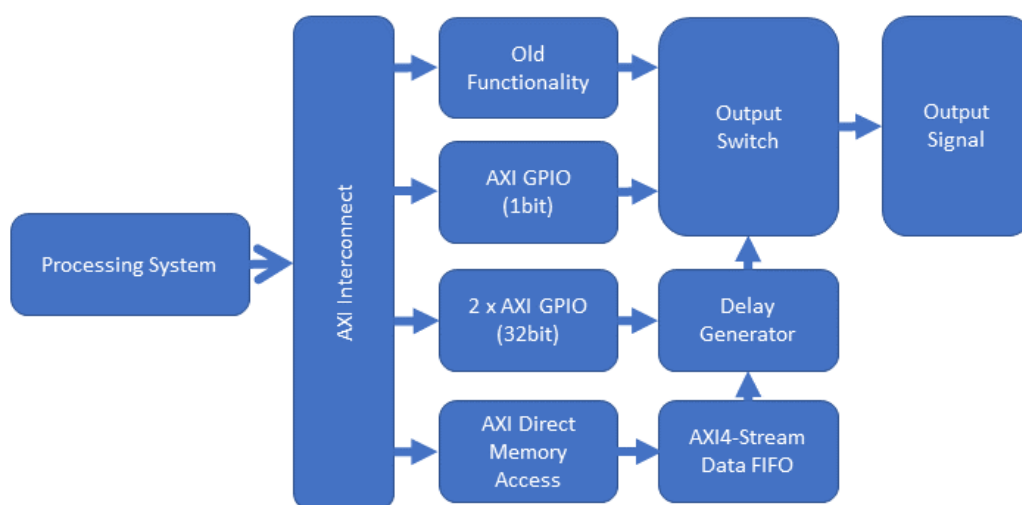 Processing System
AXI Interconnect
Old
Functionality
AXI GPIO
(1bit)
2 x AXI GPIO
(32bit)
AXI Direct
Memory
Access
Output
Switch
Delay
Generator
AXI4-Stream
Data FIFO
Output
Signal